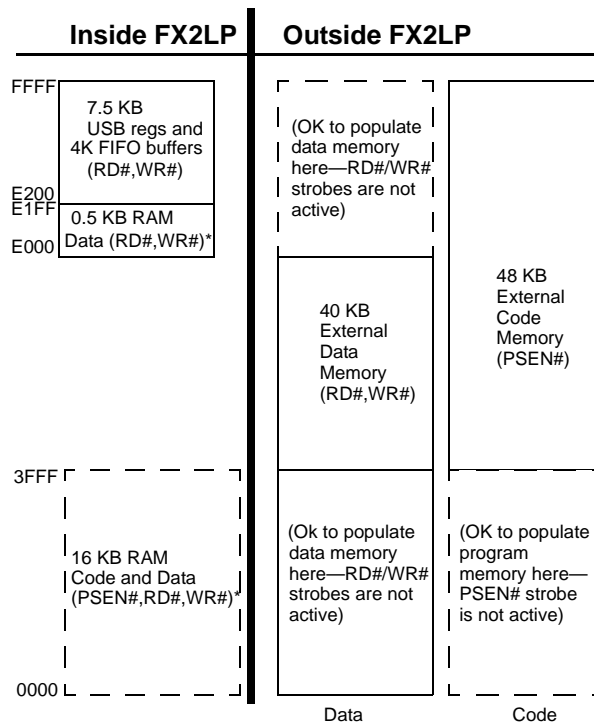 Inside FX2LP
Outside FX2LP
FFFF
7.5 KB
USB regs and
4K FIFO buffers
(RD#,WR#)
E200
E1FF
0.5 KB RAM
Data (RD#,WR#)*
E000
(OK to populate
data memory
here—RD#/WR#
strobes are not
active)
40 KB
External
Data
Memory
(RD#,WR#)
48 KB
External
Code
Memory
(PSEN#)
3FFF
16 KB RAM
Code and Data
(PSEN#,RD#,WR#)*
(Ok to populate
data memory
here—RD#/WR#
strobes are not
active)
(OK to populate
program
memory here—
PSEN# strobe
is not active)
0000
Data
Code